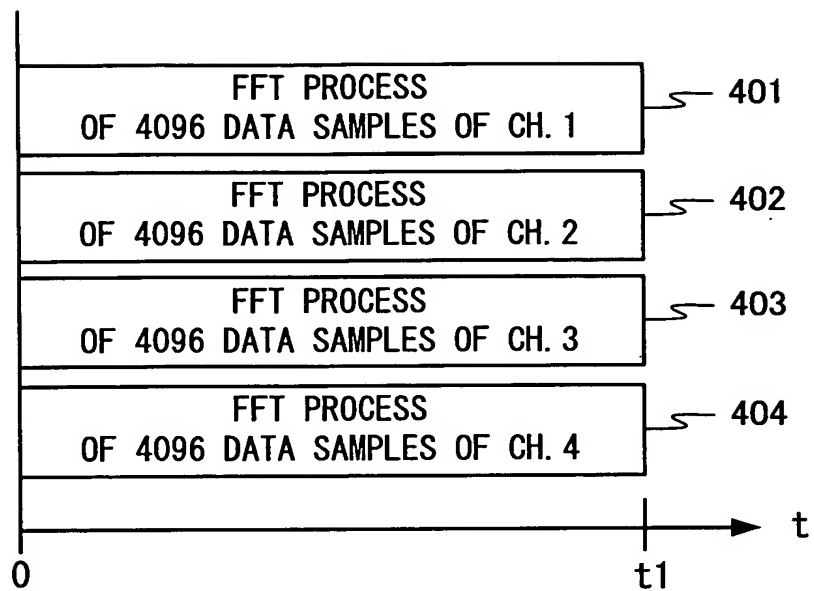 FFT PROCESS
OF 4096 DATA SAMPLES OF CH. 1
401
FFT PROCESS
OF 4096 DATA SAMPLES OF CH. 2
402
FFT PROCESS
OF 4096 DATA SAMPLES OF CH. 3
403
FFT PROCESS
OF 4096 DATA SAMPLES OF CH. 4
404
t
0
t1